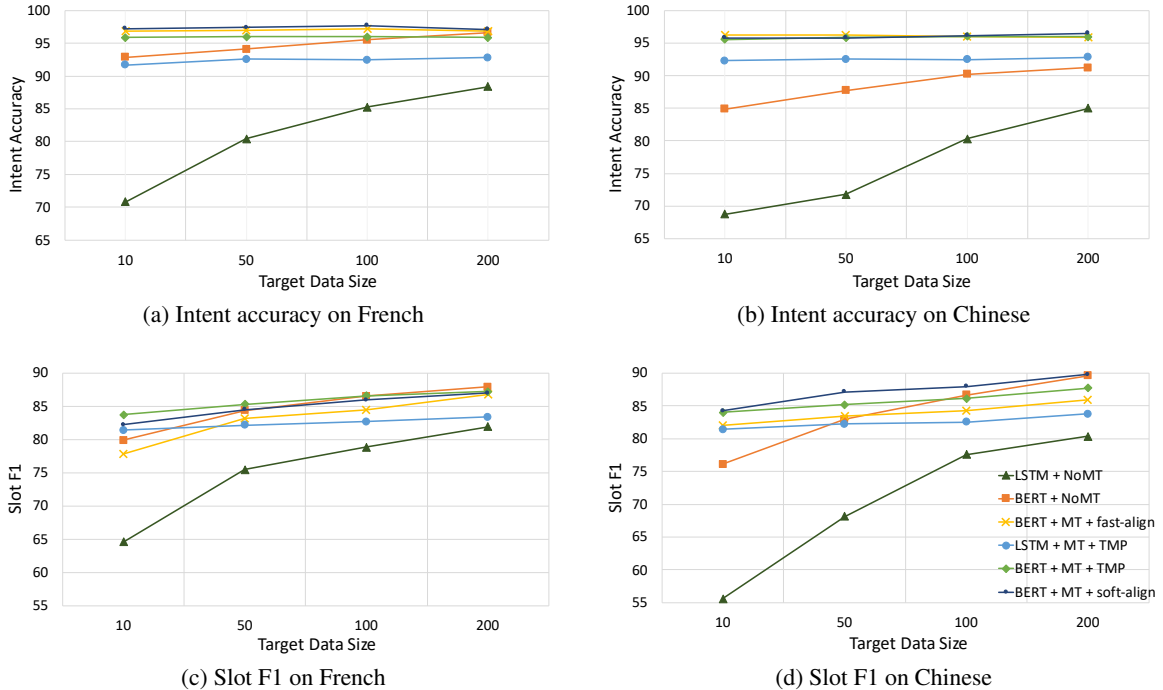 100
95
90
85
80
75
70
65
Intent Accuracy
10 50 100 200
Target Data Size
(a) Intent accuracy on French
100
95
90
85
80
75
70
65
Intent Accuracy
10 50 100 200
Target Data Size
(b) Intent accuracy on Chinese
90
85
80
75
70
65
60
55
Slot F1
10 50 100 200
Target Data Size
(c) Slot F1 on French
90
85
80
75
70
65
60
55
Slot F1
LSTM + NoMT
BERT + NoMT
BERT + MT + fast-align
LSTM + MT + TMP
BERT + MT + TMP
BERT + MT + soft-align
10 50 100 200
Target Data Size
(d) Slot F1 on Chinese